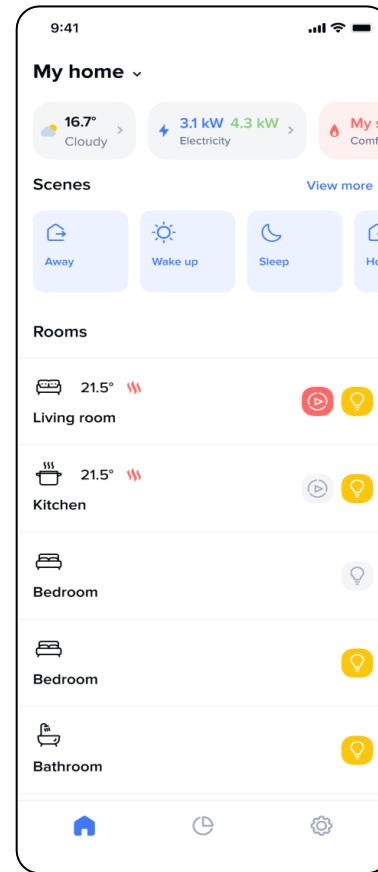 9:41
My home
16.7°
Cloudy
3.1 kW 4.3 kW
Electricity
My s
Comf
Scenes
View more
Away
Wake up
Sleep
Ho
Rooms
21.5°
Living room
21.5°
Kitchen
Bedroom
Bedroom
Bathroom